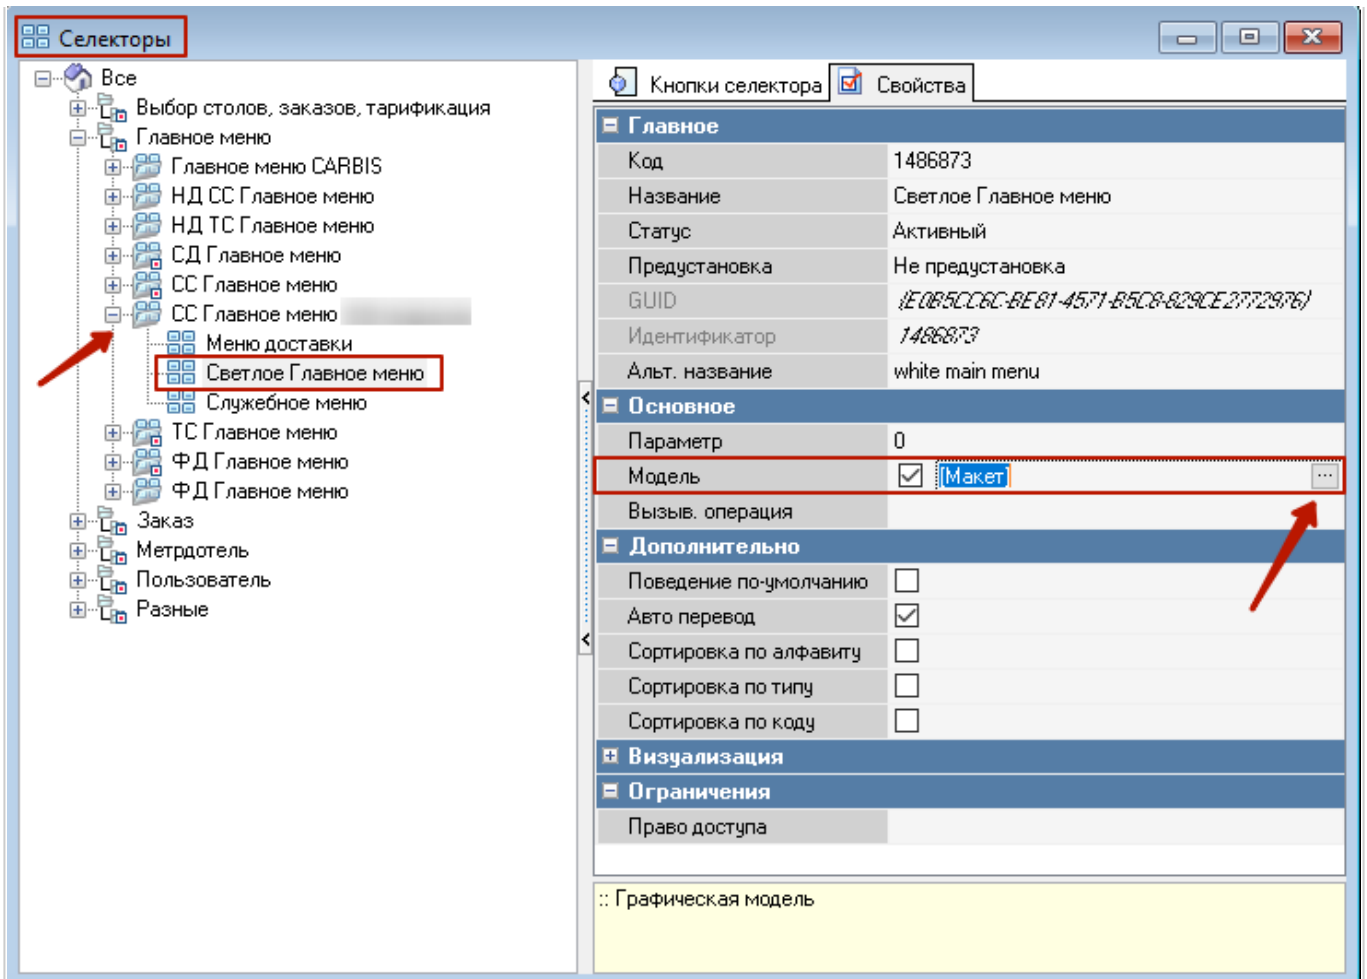 Селекторы
Все
Выбор столов, заказов, тарификация
Главное меню
Главное меню CARBIS
НД СС Главное меню
НД ТС Главное меню
СД Главное меню
СС Главное меню
СС Главное меню
Меню доставки
Светлое Главное меню
Служебное меню
ТС Главное меню
ФД Главное меню
ФД Главное меню
Заказ
Метрдотель
Пользователь
Разные
Кнопки селектора Свойства
Главное
Код 1486873
Название Светлое Главное меню
Статус Активный
Предустановка Не предустановка
GUID {E0B5CC6C-BE81-4571-B5C8-829CE2772976}
Идентификатор 1486873
Альт. название white main menu
Основное
Параметр 0
Модель [Макет] ...
Вызыв. операция
Дополнительно
Поведение по-умолчанию
Авто перевод
Сортировка по алфавиту
Сортировка по типу
Сортировка по коду
Визуализация
Ограничения
Право доступа
:: Графическая модель